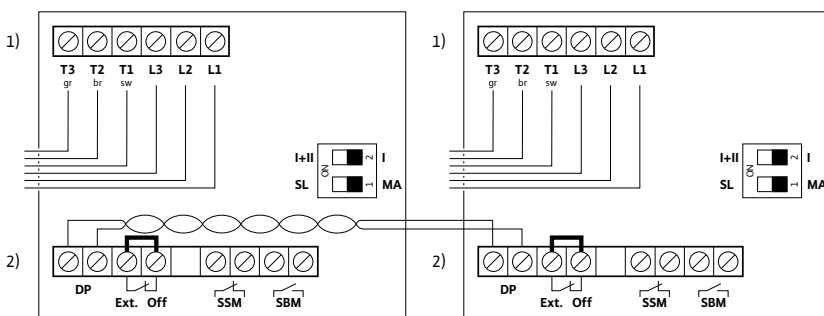 1)
T3 T2 T1 L3 L2 L1
gr br sw
I+II ON 2 I
SL 1 MA
2)
DP
Ext. Off SSM SBM
1)
T3 T2 T1 L3 L2 L1
gr br sw
I+II ON 2 I
SL 1 MA
2)
DP
Ext. Off SSM SBM